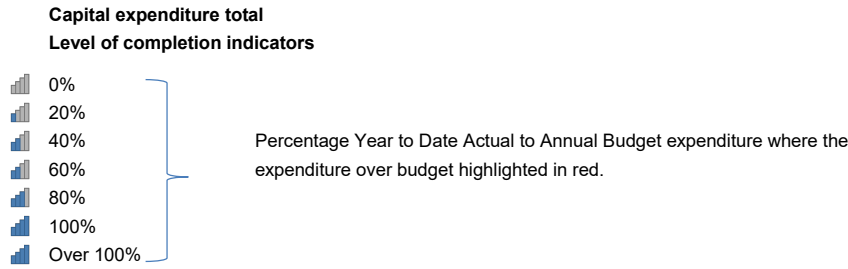 Capital expenditure total
Level of completion indicators
0%
20%
40%
60%
80%
100%
Over 100%
Percentage Year to Date Actual to Annual Budget expenditure where the
expenditure over budget highlighted in red.